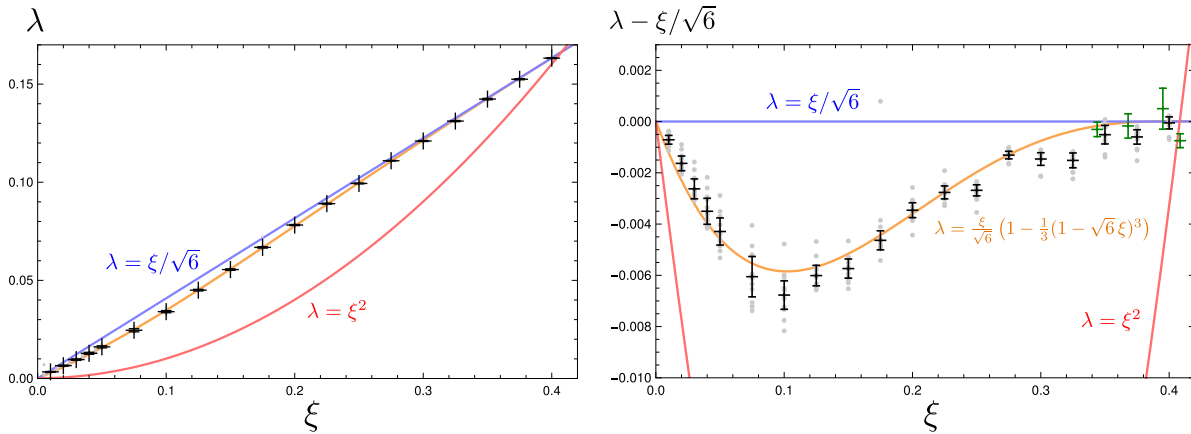 λ
0.15
0.10
0.05
0.00
0.0 0.1 0.2 0.3 0.4
ξ
λ = ξ/√6
λ = ξ²
λ − ξ/√6
0.002
0.000
−0.002
−0.004
−0.006
−0.008
−0.010
0.0 0.1 0.2 0.3 0.4
ξ
λ = ξ/√6
λ = ξ/√6 (1 − 1/3(1 − √6 ξ)³)
λ = ξ²